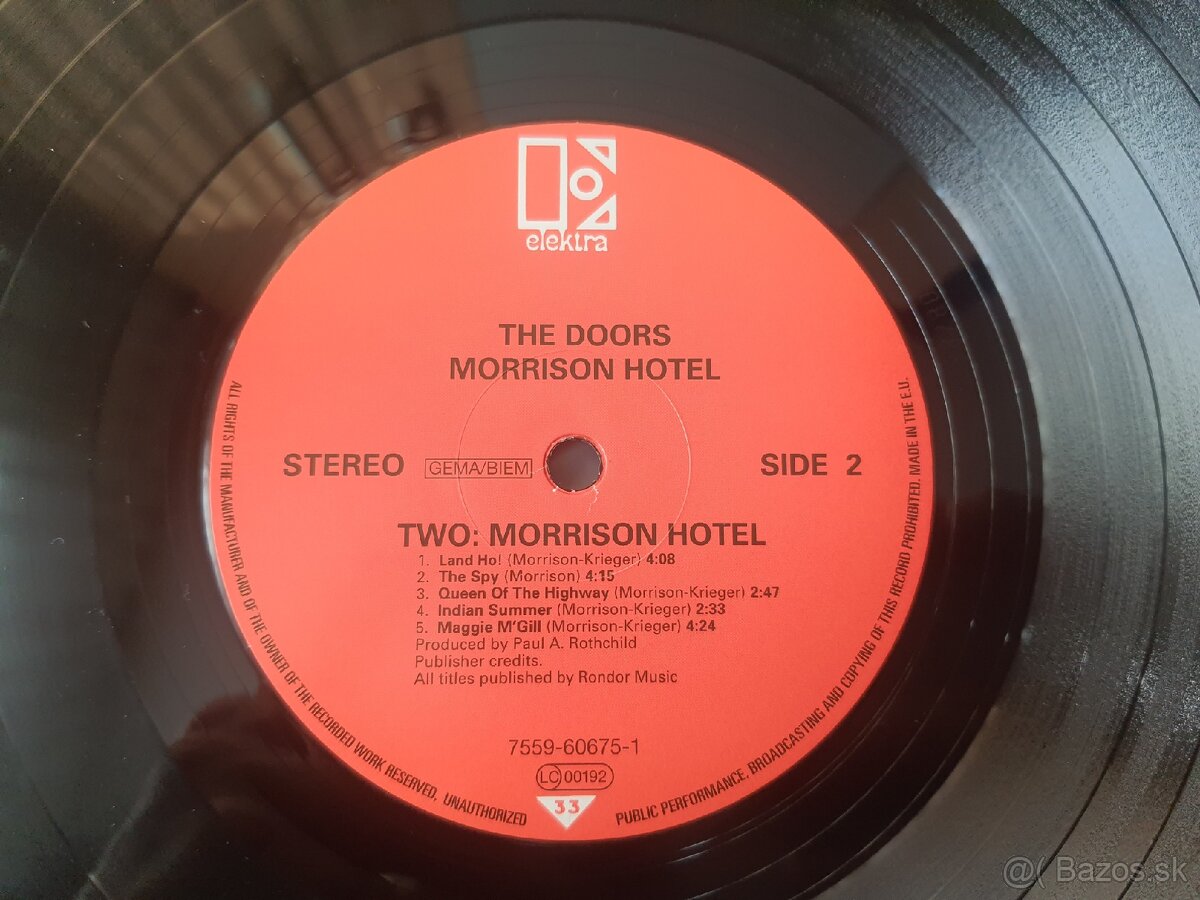 elektra
THE DOORS
MORRISON HOTEL
STEREO GEMA/BIEM SIDE 2
TWO: MORRISON HOTEL
1. Land Ho! (Morrison-Krieger) 4:08
2. The Spy (Morrison) 4:15
3. Queen Of The Highway (Morrison-Krieger) 2:47
4. Indian Summer (Morrison-Krieger) 2:33
5. Maggie M'Gill (Morrison-Krieger) 4:24
Produced by Paul A. Rothchild
Publisher credits.
All titles published by Rondor Music
7559-60675-1
LC 00192
33
ALL RIGHTS OF THE MANUFACTURER AND OF THE OWNER OF THE RECORDED WORK RESERVED. UNAUTHORIZED PUBLIC PERFORMANCE, BROADCASTING AND COPYING OF THIS RECORD PROHIBITED. MADE IN THE E.U.
@( Bazos.sk